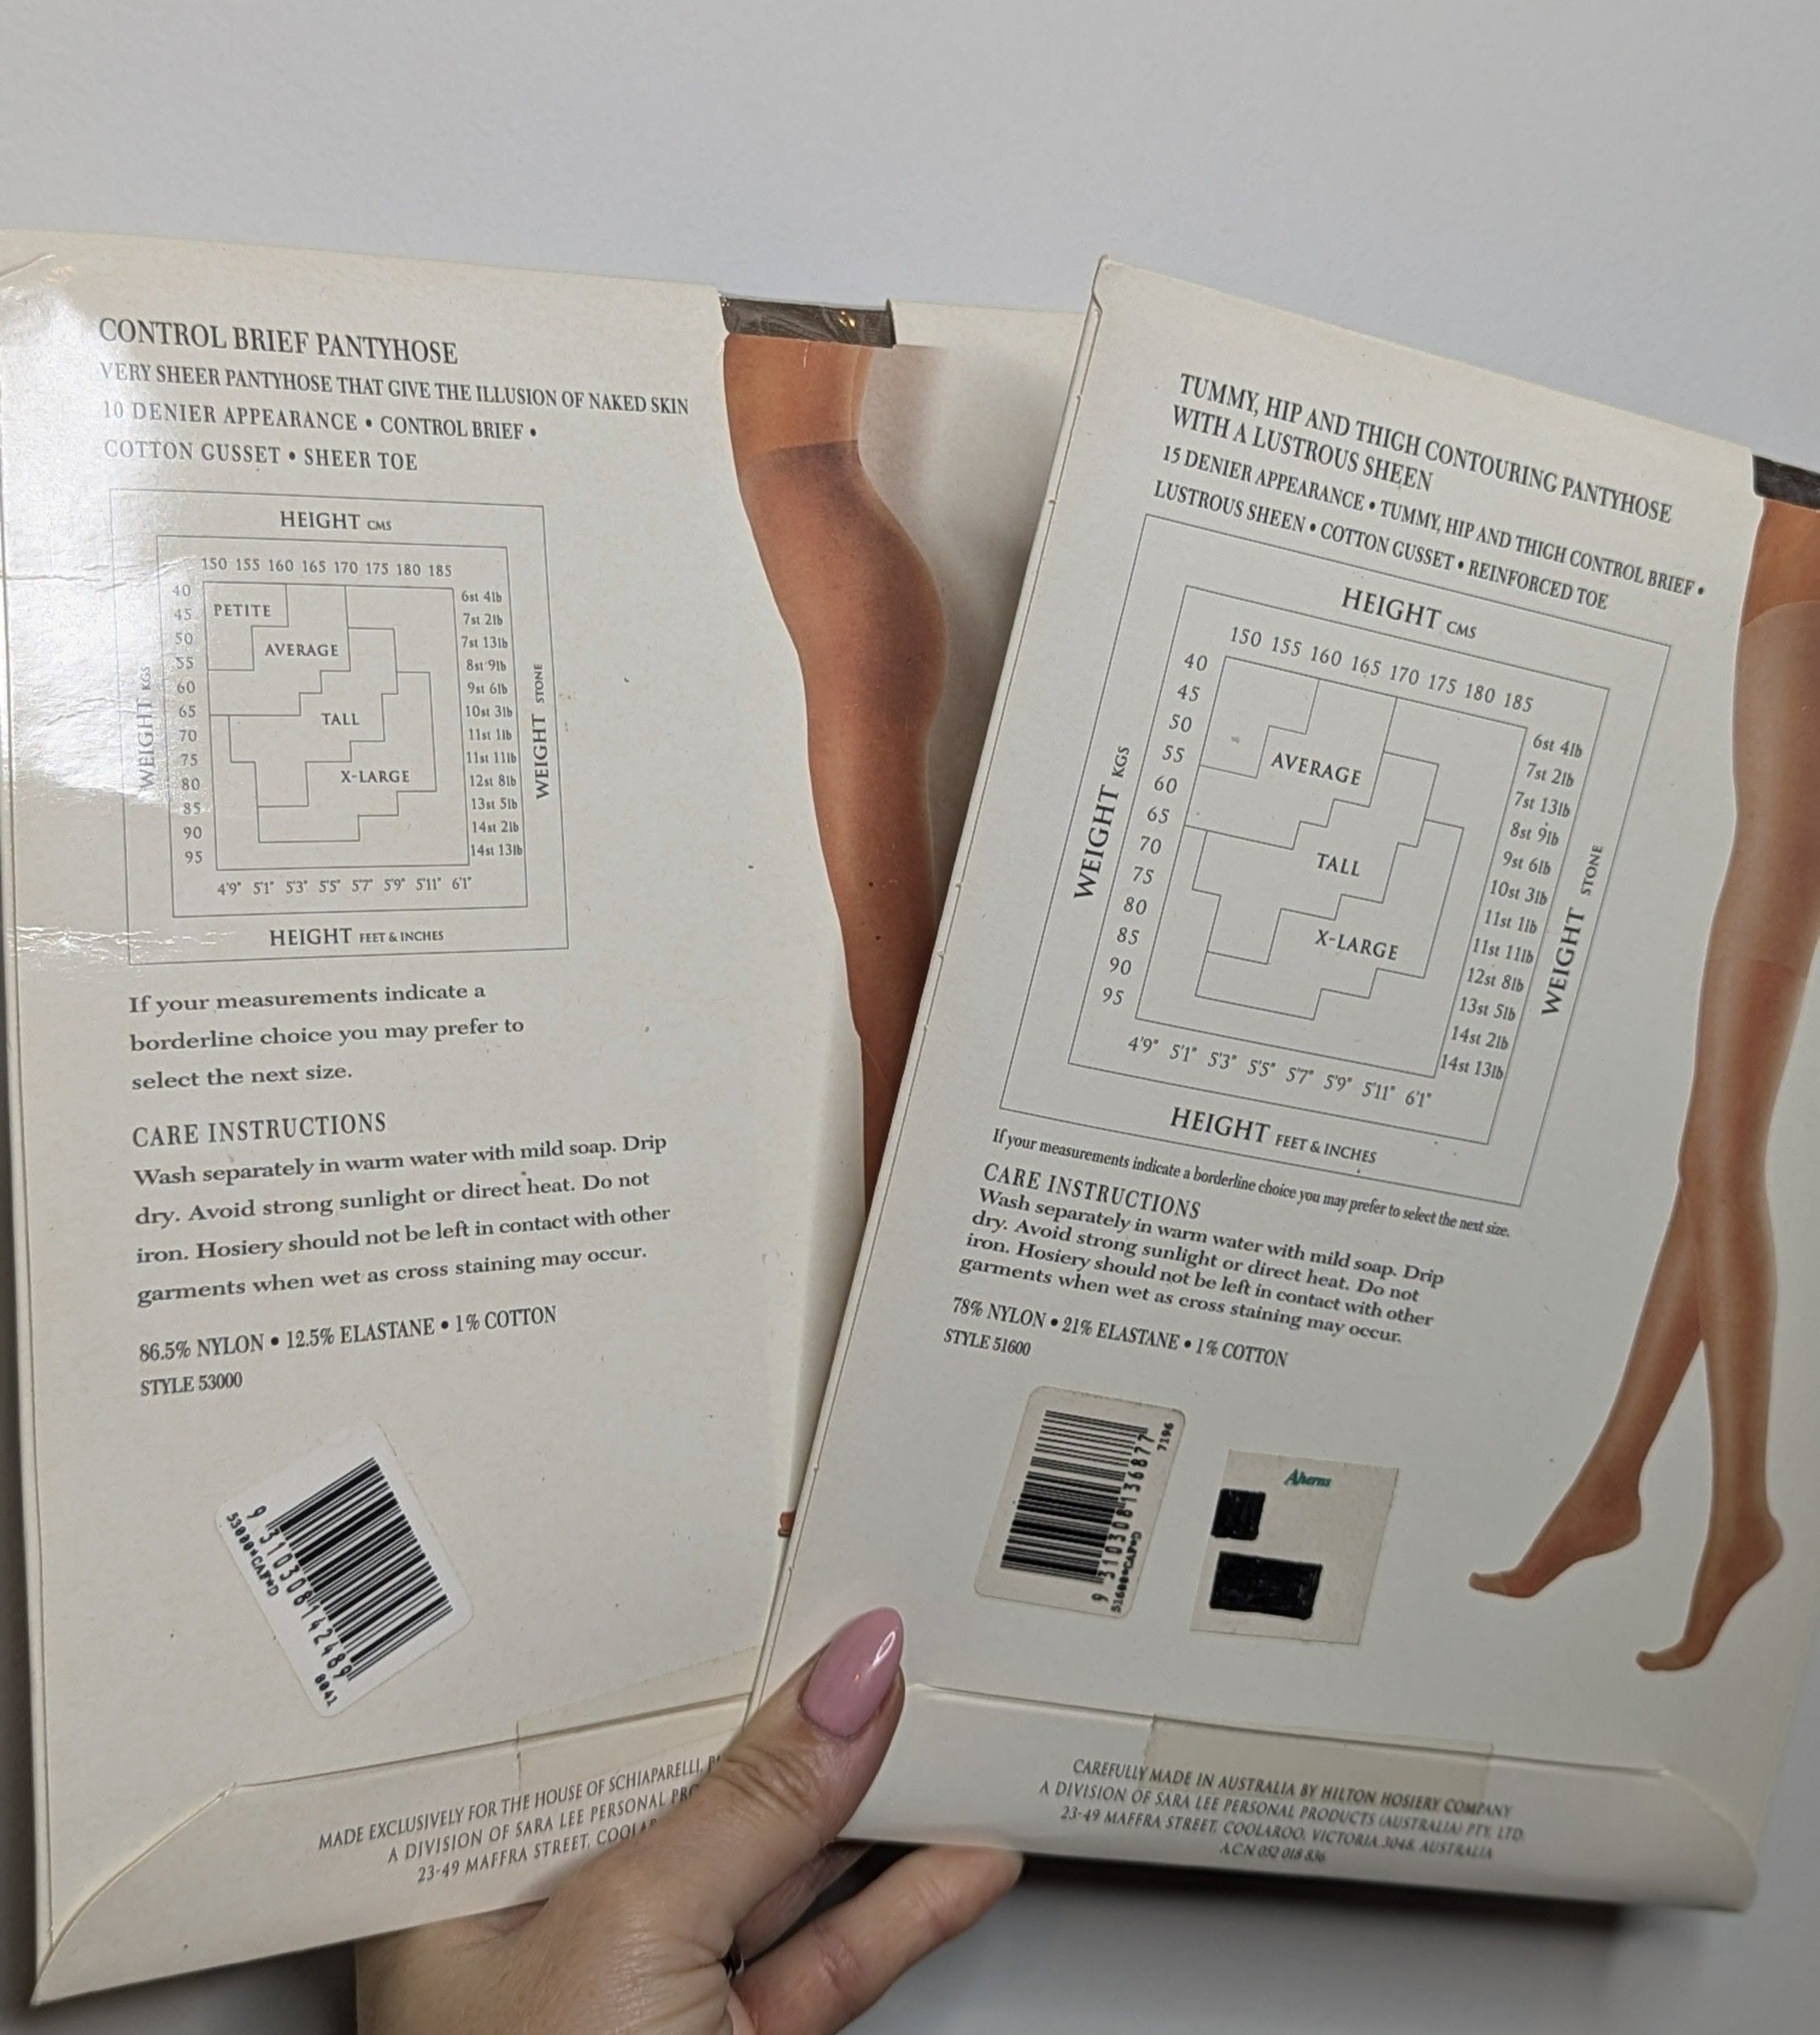 CONTROL BRIEF PANTYHOSE
VERY SHEER PANTYHOSE THAT GIVE THE ILLUSION OF NAKED SKIN
10 DENIER APPEARANCE • CONTROL BRIEF •
COTTON GUSSET • SHEER TOE
HEIGHT CMS
150 155 160 165 170 175 180 185
WEIGHT KGS
40
45
50
55
60
65
70
75
80
85
90
95
PETITE
AVERAGE
TALL
X-LARGE
6st 4lb
7st 2lb
7st 13lb
8st 9lb
9st 6lb
10st 3lb
11st 1lb
11st 11lb
12st 8lb
13st 5lb
14st 2lb
14st 13lb
WEIGHT STONE
4'9" 5'1" 5'3" 5'5" 5'7" 5'9" 5'11" 6'1"
HEIGHT FEET & INCHES
If your measurements indicate a
borderline choice you may prefer to
select the next size.
CARE INSTRUCTIONS
Wash separately in warm water with mild soap. Drip
dry. Avoid strong sunlight or direct heat. Do not
iron. Hosiery should not be left in contact with other
garments when wet as cross staining may occur.
86.5% NYLON • 12.5% ELASTANE • 1% COTTON
STYLE 53000
9 310308 142489
53000*CAP*D
8041
MADE EXCLUSIVELY FOR THE HOUSE OF SCHIAPARELLI,
A DIVISION OF SARA LEE PERSONAL
23-49 MAFFRA STREET,
TUMMY, HIP AND THIGH CONTOURING PANTYHOSE
WITH A LUSTROUS SHEEN
15 DENIER APPEARANCE • TUMMY, HIP AND THIGH CONTROL BRIEF •
LUSTROUS SHEEN • COTTON GUSSET • REINFORCED TOE
HEIGHT CMS
150 155 160 165 170 175 180 185
WEIGHT KGS
40
45
50
55
60
65
70
75
80
85
90
95
AVERAGE
TALL
X-LARGE
6st 4lb
7st 2lb
7st 13lb
8st 9lb
9st 6lb
10st 3lb
11st 1lb
11st 11lb
12st 8lb
13st 5lb
14st 2lb
14st 13lb
WEIGHT STONE
4'9" 5'1" 5'3" 5'5" 5'7" 5'9" 5'11" 6'1"
HEIGHT FEET & INCHES
If your measurements indicate a borderline choice you may prefer to select the next size.
CARE INSTRUCTIONS
Wash separately in warm water with mild soap. Drip
dry. Avoid strong sunlight or direct heat. Do not
iron. Hosiery should not be left in contact with other
garments when wet as cross staining may occur.
78% NYLON • 21% ELASTANE • 1% COTTON
STYLE 51600
9 310308 136877
51600*CAP*D
7196
Aherns
CAREFULLY MADE IN AUSTRALIA BY HILTON HOSIERY COMPANY
A DIVISION OF SARA LEE PERSONAL PRODUCTS (AUSTRALIA) PTY. LTD.
23-49 MAFFRA STREET, COOLAROO, VICTORIA 3048, AUSTRALIA
A.C.N 052 018 836